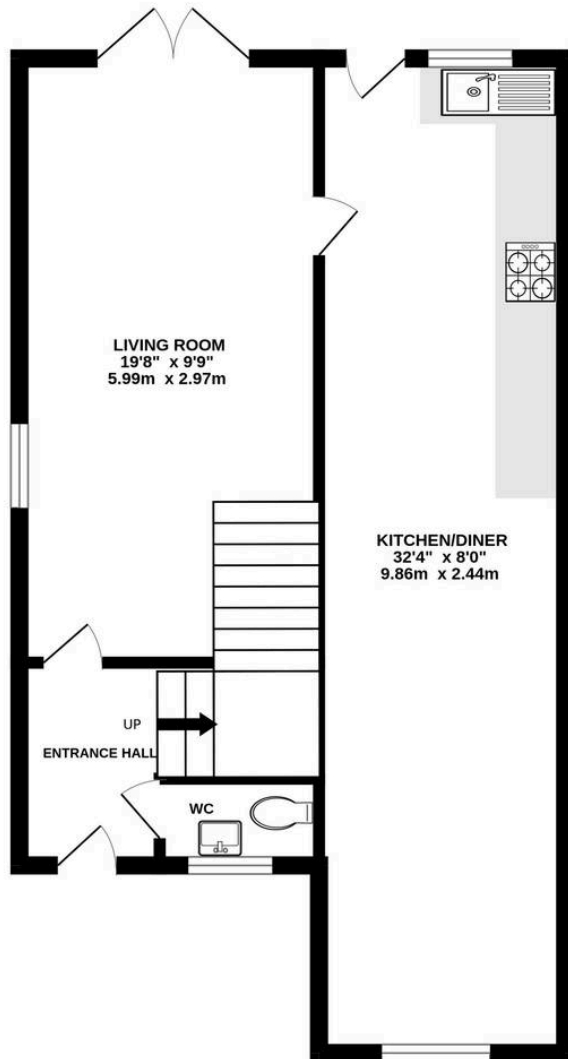 LIVING ROOM
19'8" x 9'9"
5.99m x 2.97m
KITCHEN/DINER
32'4" x 8'0"
9.86m x 2.44m
UP
ENTRANCE HALL
WC